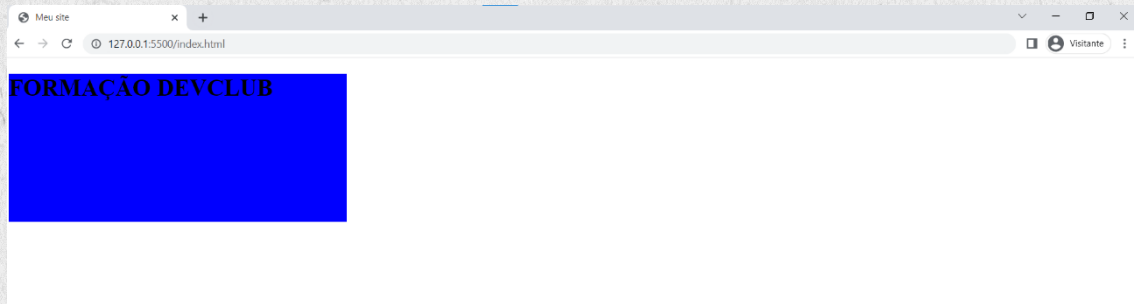 Meu site
127.0.0.1:5500/index.html
Visitante
FORMAÇÃO DEVCLUB